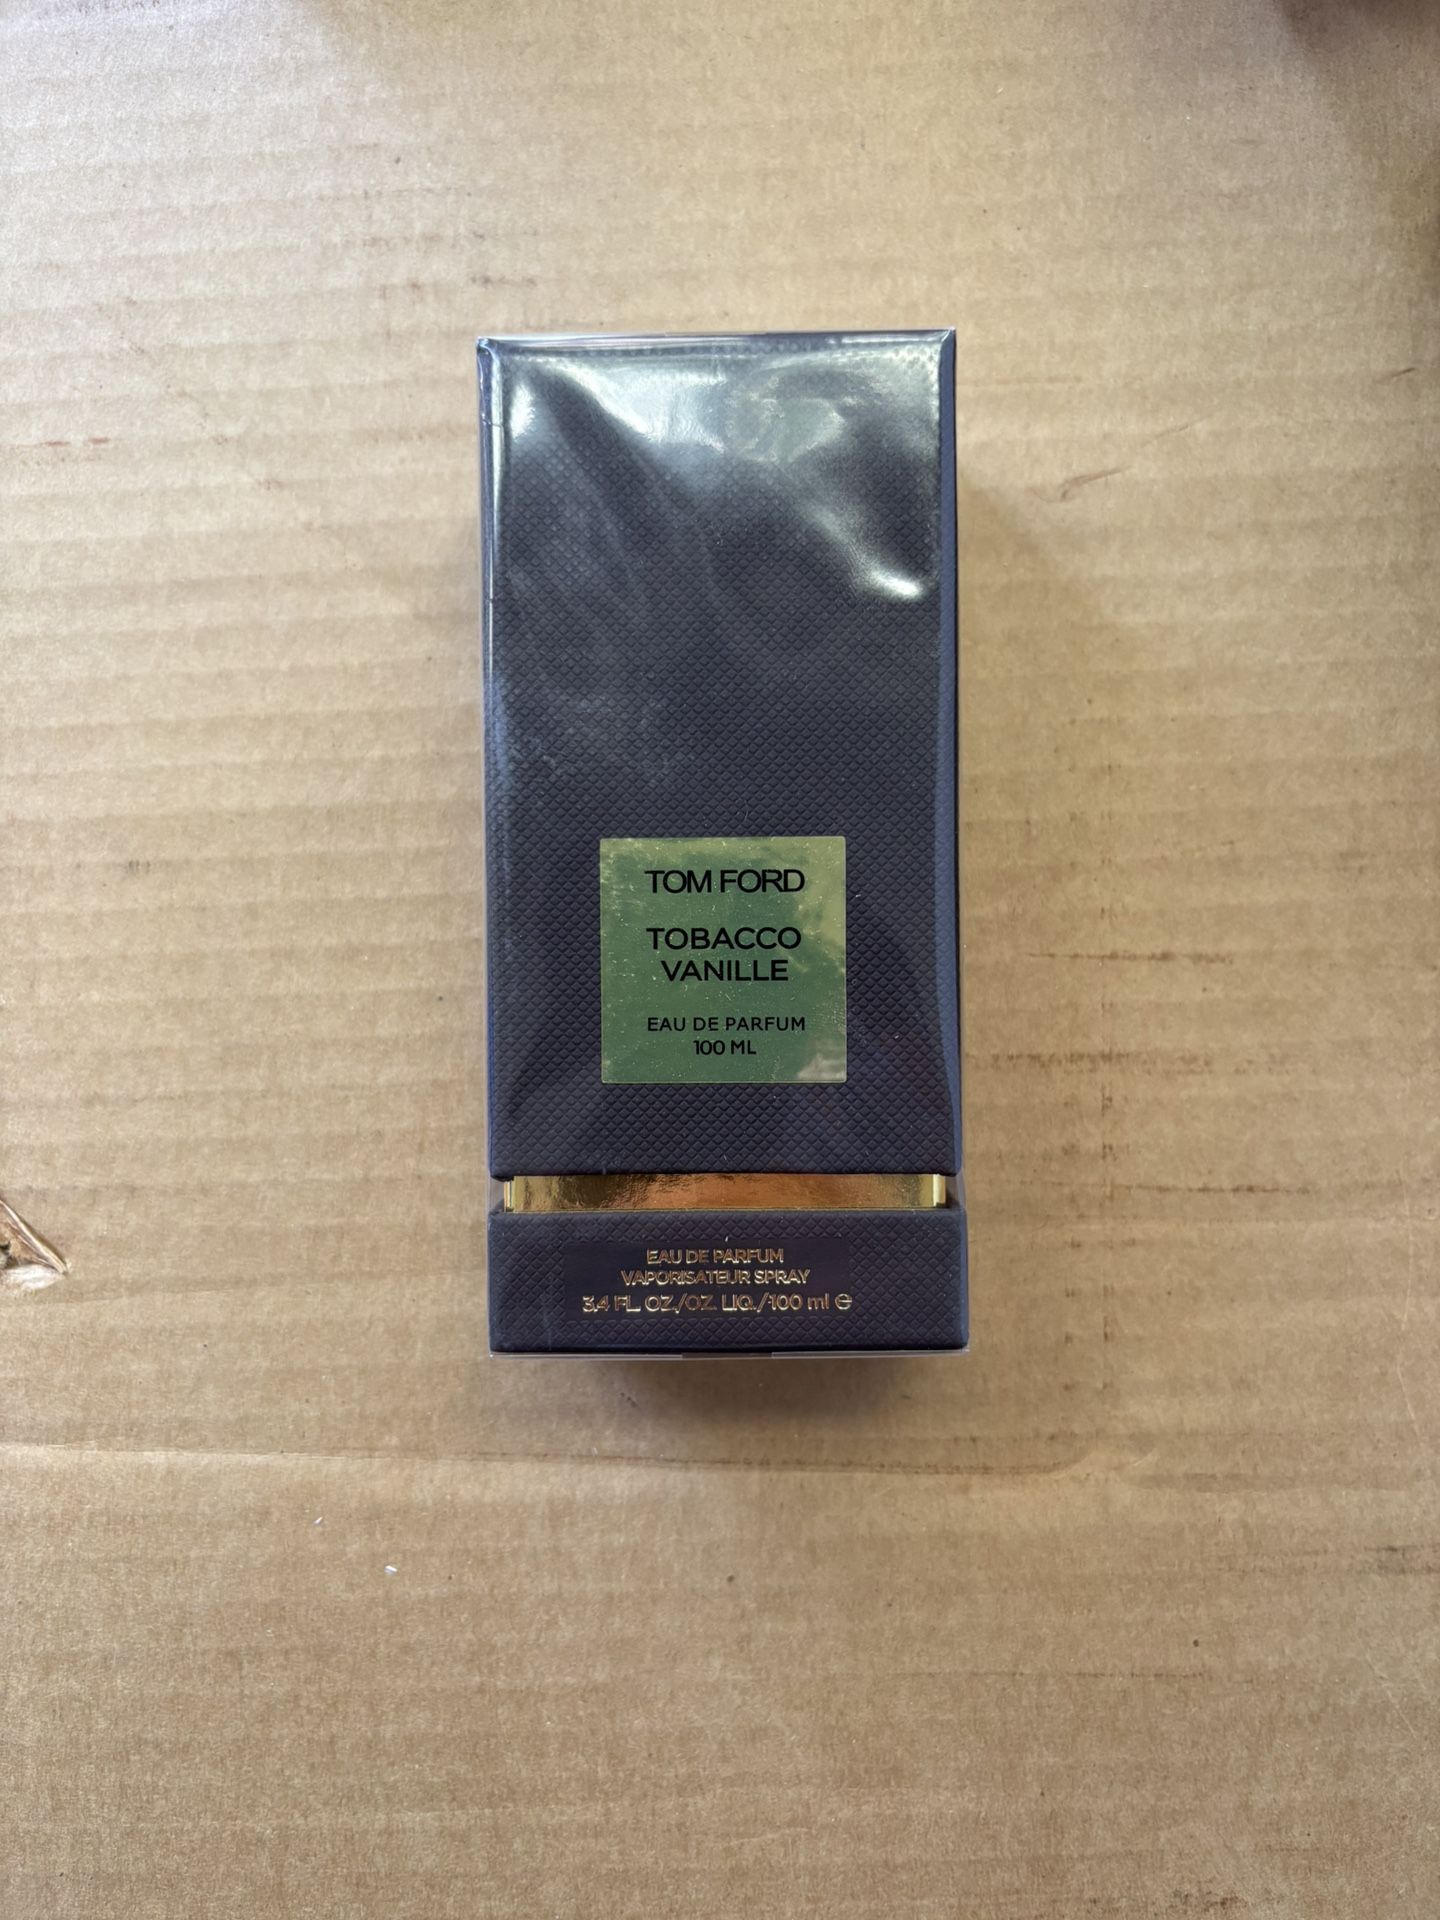 TOM FORD
TOBACCO
VANILLE
EAU DE PARFUM
100 ML
EAU DE PARFUM
VAPORISATEUR SPRAY
3.4 FL. OZ./OZ. LIQ./100 ml ℮